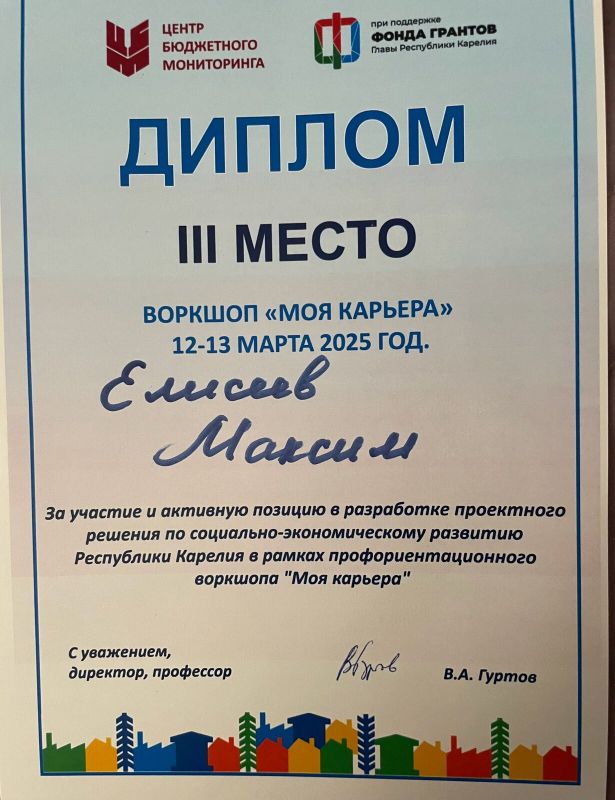 ЦЕНТР
БЮДЖЕТНОГО
МОНИТОРИНГА
при поддержке
ФОНДА ГРАНТОВ
Главы Республики Карелия
ДИПЛОМ
III МЕСТО
ВОРКШОП «МОЯ КАРЬЕРА»
12-13 МАРТА 2025 ГОД.
Елисеев
Максим
За участие и активную позицию в разработке проектного
решения по социально-экономическому развитию
Республики Карелия в рамках профориентационного
воркшопа "Моя карьера"
С уважением,
директор, профессор
В.А. Гуртов